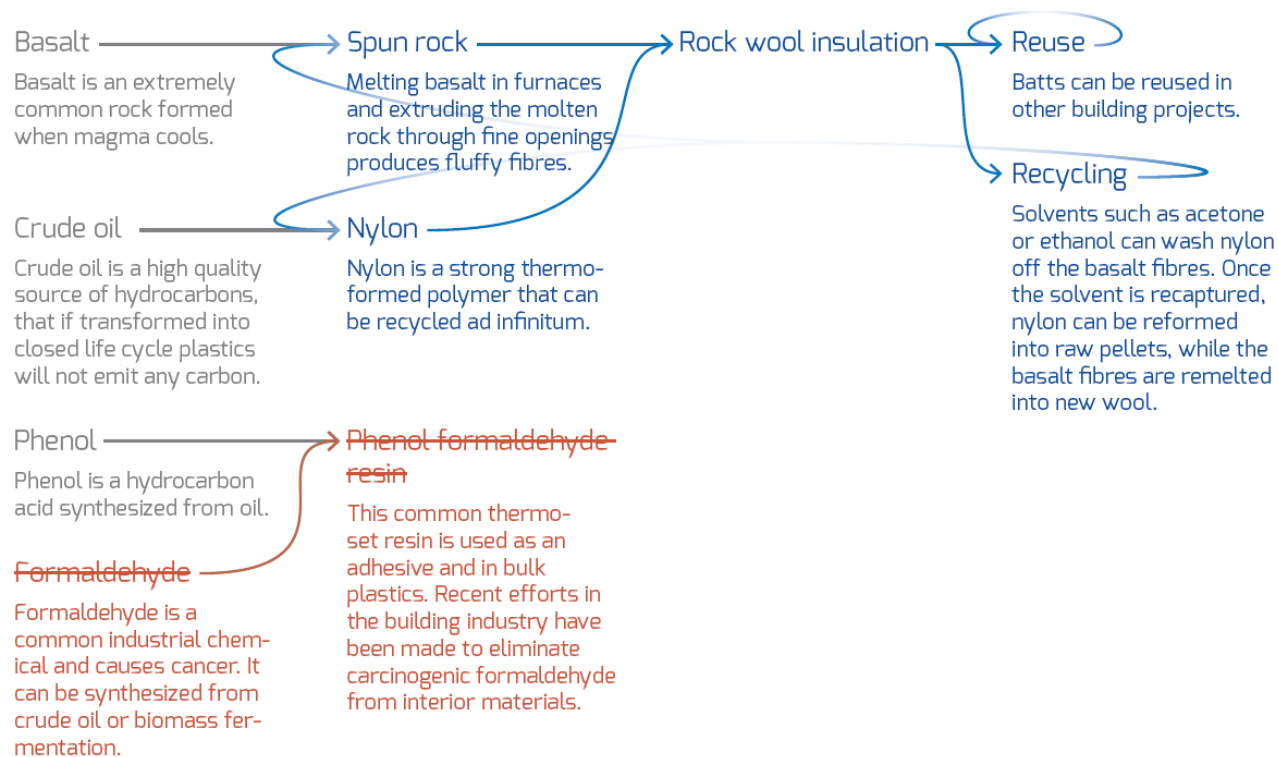 Basalt
Basalt is an extremely
common rock formed
when magma cools.
Spun rock
Melting basalt in furnaces
and extruding the molten
rock through fine openings
produces fluffy fibres.
Rock wool insulation
Reuse
Batts can be reused in
other building projects.
Recycling
Solvents such as acetone
or ethanol can wash nylon
off the basalt fibres. Once
the solvent is recaptured,
nylon can be reformed
into raw pellets, while the
basalt fibres are remelted
into new wool.
Crude oil
Crude oil is a high quality
source of hydrocarbons,
that if transformed into
closed life cycle plastics
will not emit any carbon.
Nylon
Nylon is a strong thermo-
formed polymer that can
be recycled ad infinitum.
Phenol
Phenol is a hydrocarbon
acid synthesized from oil.
Formaldehyde
Formaldehyde is a
common industrial chem-
ical and causes cancer. It
can be synthesized from
crude oil or biomass fer-
mentation.
Phenol formaldehyde
resin
This common thermo-
set resin is used as an
adhesive and in bulk
plastics. Recent efforts in
the building industry have
been made to eliminate
carcinogenic formaldehyde
from interior materials.